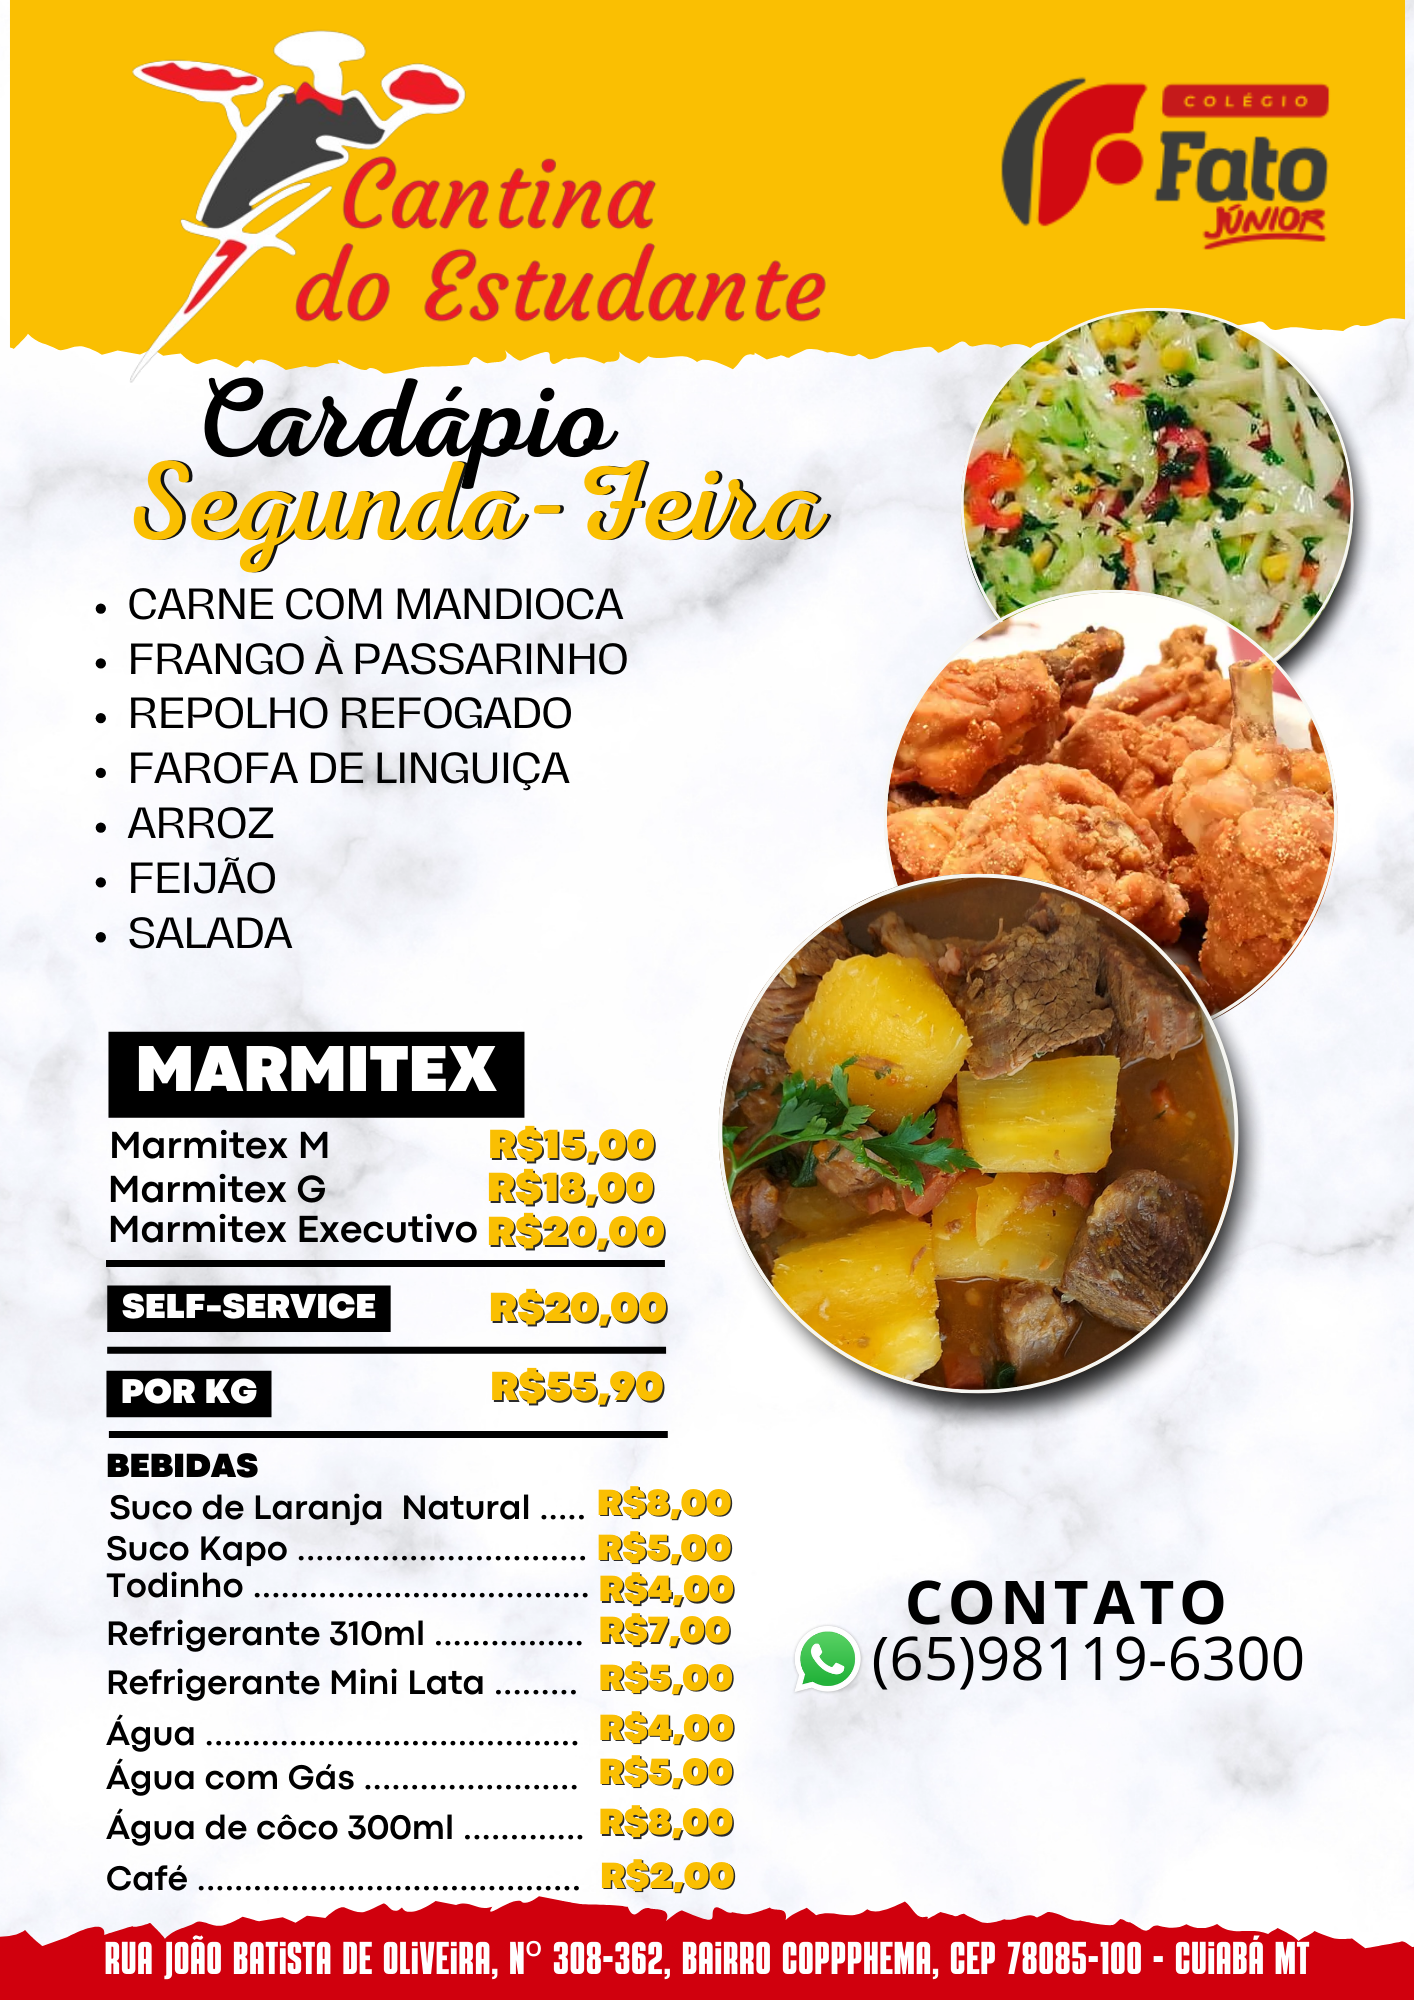 Cantina
do Estudante
COLÉGIO
Fato
JÚNIOR
Cardápio
Segunda-Feira
• CARNE COM MANDIOCA
• FRANGO À PASSARINHO
• REPOLHO REFOGADO
• FAROFA DE LINGUIÇA
• ARROZ
• FEIJÃO
• SALADA
MARMITEX
Marmitex M R$15,00
Marmitex G R$18,00
Marmitex Executivo R$20,00
SELF-SERVICE R$20,00
POR KG R$55,90
BEBIDAS
Suco de Laranja Natural ..... R$8,00
Suco Kapo ............................... R$5,00
Todinho .................................... R$4,00
Refrigerante 310ml ................ R$7,00
Refrigerante Mini Lata ......... R$5,00
Água ........................................ R$4,00
Água com Gás ....................... R$5,00
Água de côco 300ml ............. R$8,00
Café ......................................... R$2,00
CONTATO
(65)98119-6300
RUA JOÃO BATiSTA DE OLiVEiRA, Nº 308-362, BAiRRO COPPPHEMA, CEP 78085-100 - CUiABÁ MT